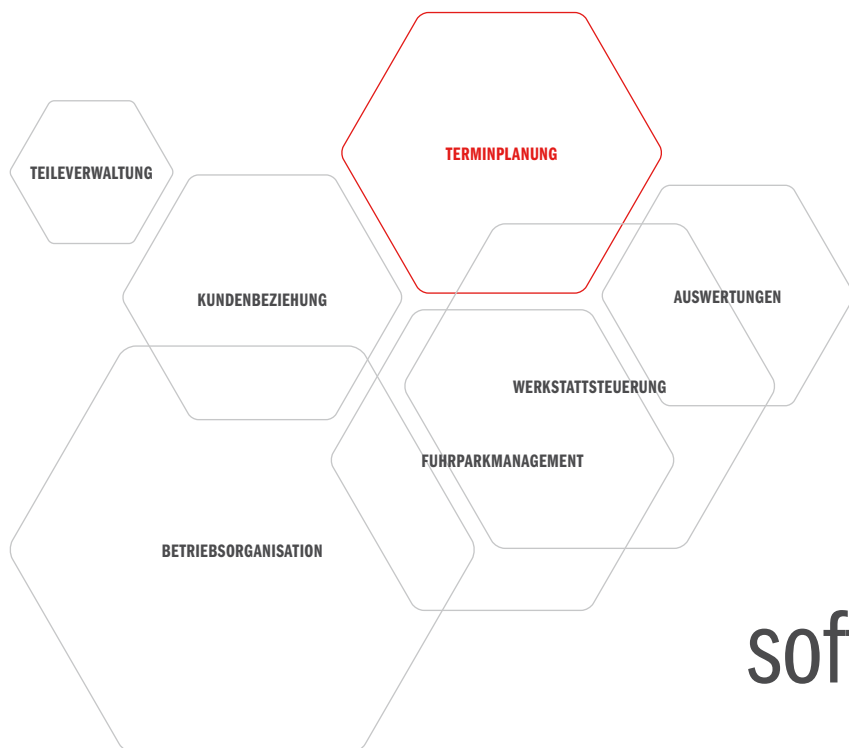 TERMINPLANUNG
TEILEVERWALTUNG
KUNDENBEZIEHUNG
AUSWERTUNGEN
WERKSTATTSTEUERUNG
FUHRPARKMANAGEMENT
BETRIEBSORGANISATION
sof